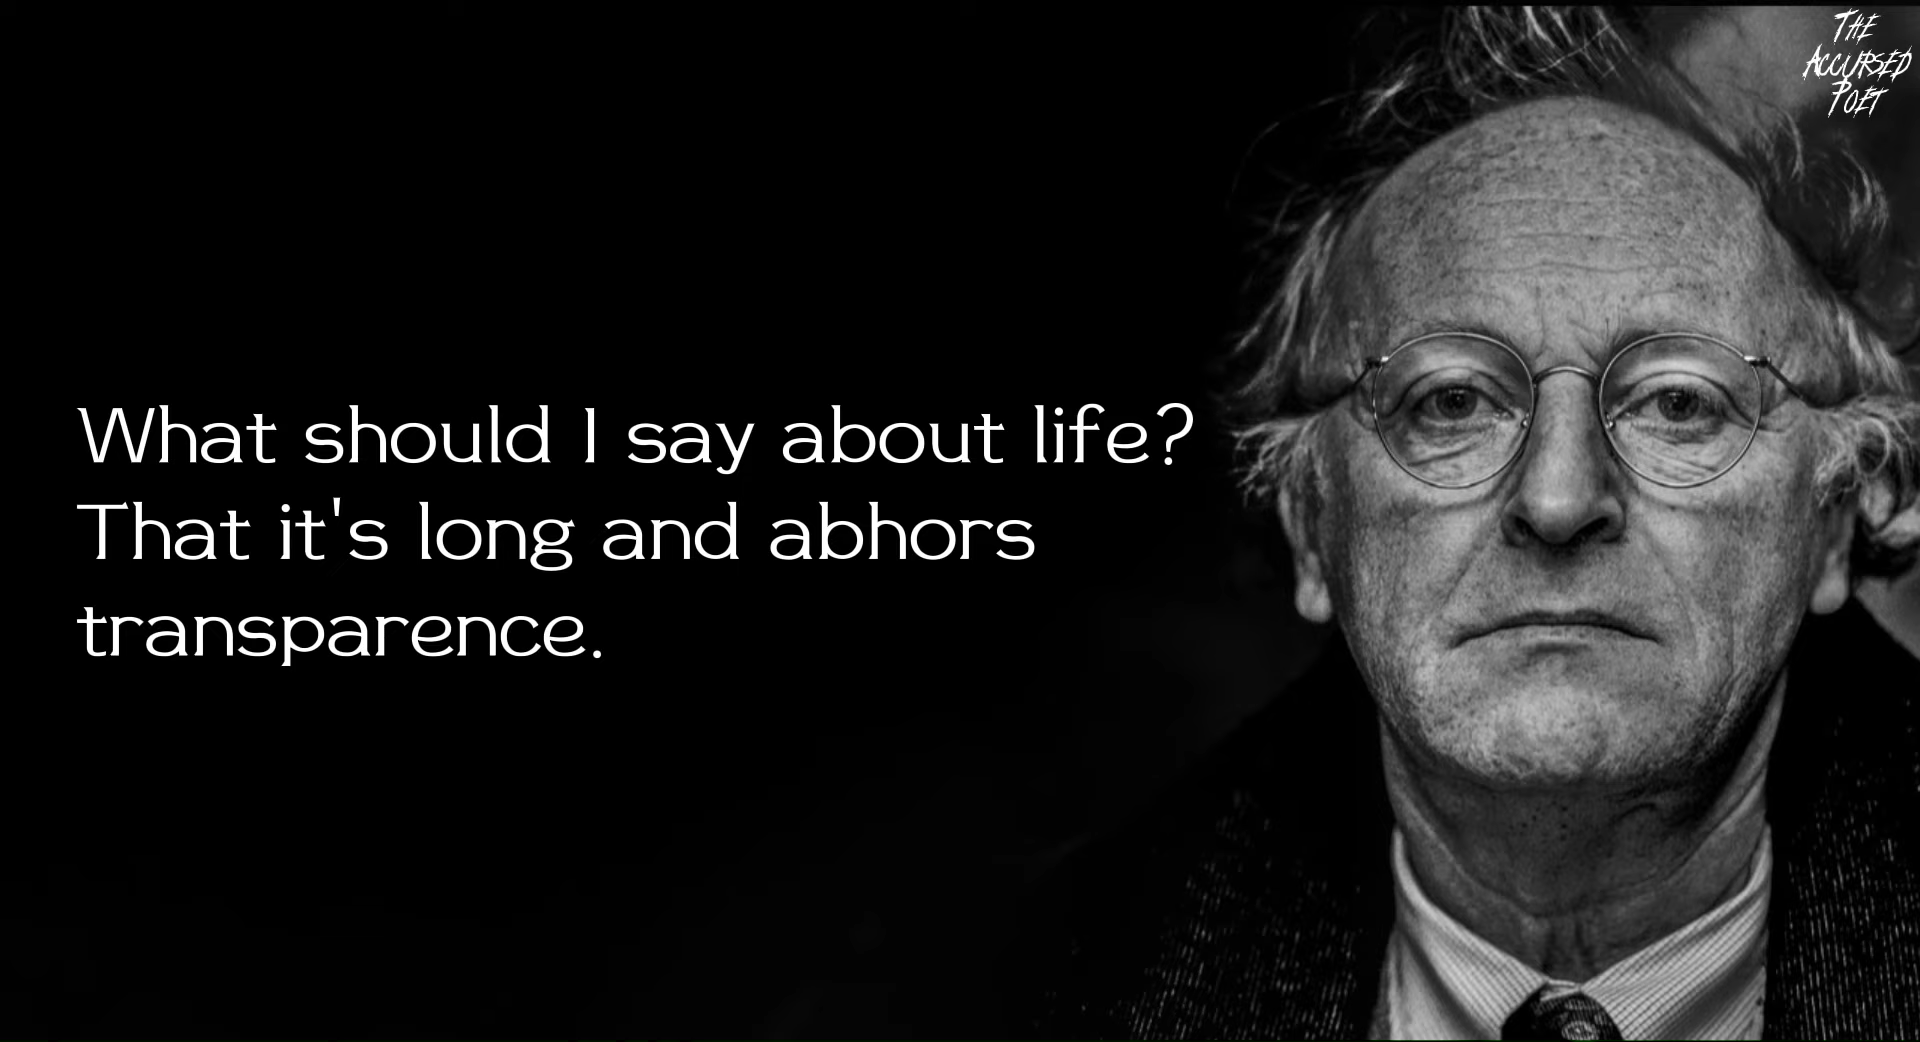 The
Accursed
Poet
What should I say about life?
That it's long and abhors
transparence.